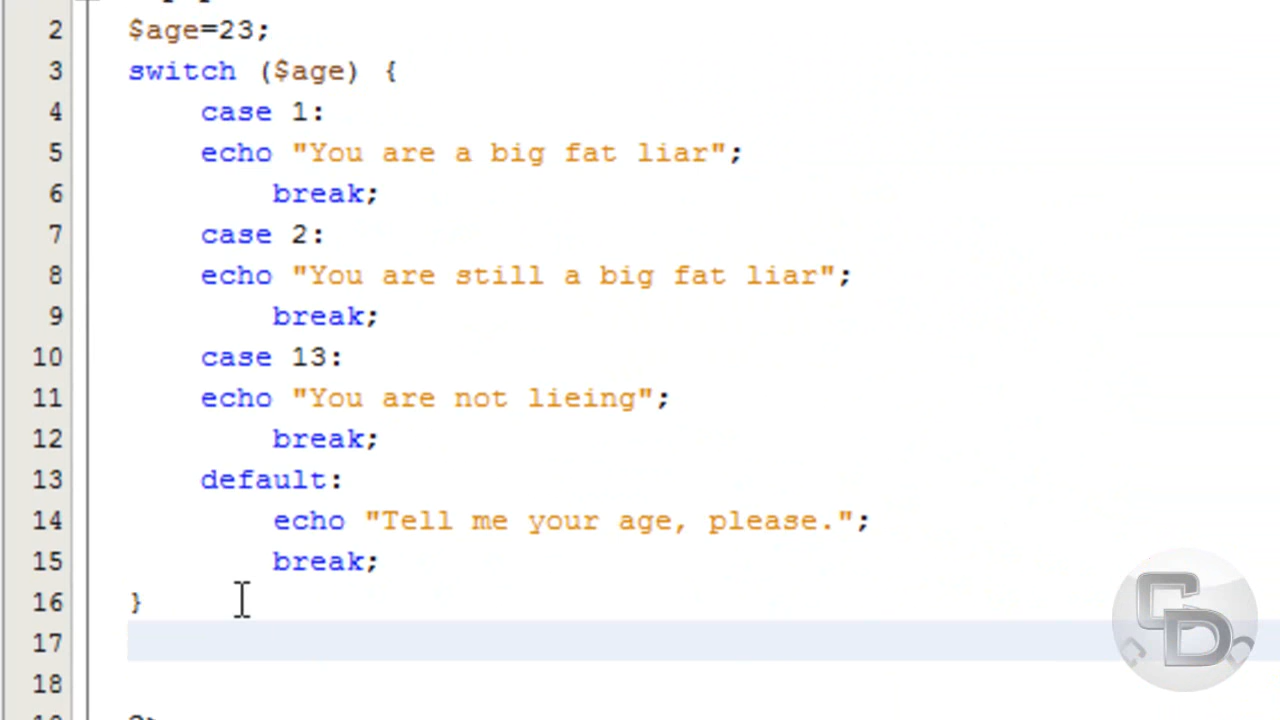 2 $age=23;
3 switch ($age) {
4 case 1:
5 echo "You are a big fat liar";
6 break;
7 case 2:
8 echo "You are still a big fat liar";
9 break;
10 case 13:
11 echo "You are not lieing";
12 break;
13 default:
14 echo "Tell me your age, please.";
15 break;
16 }
17
18
CD